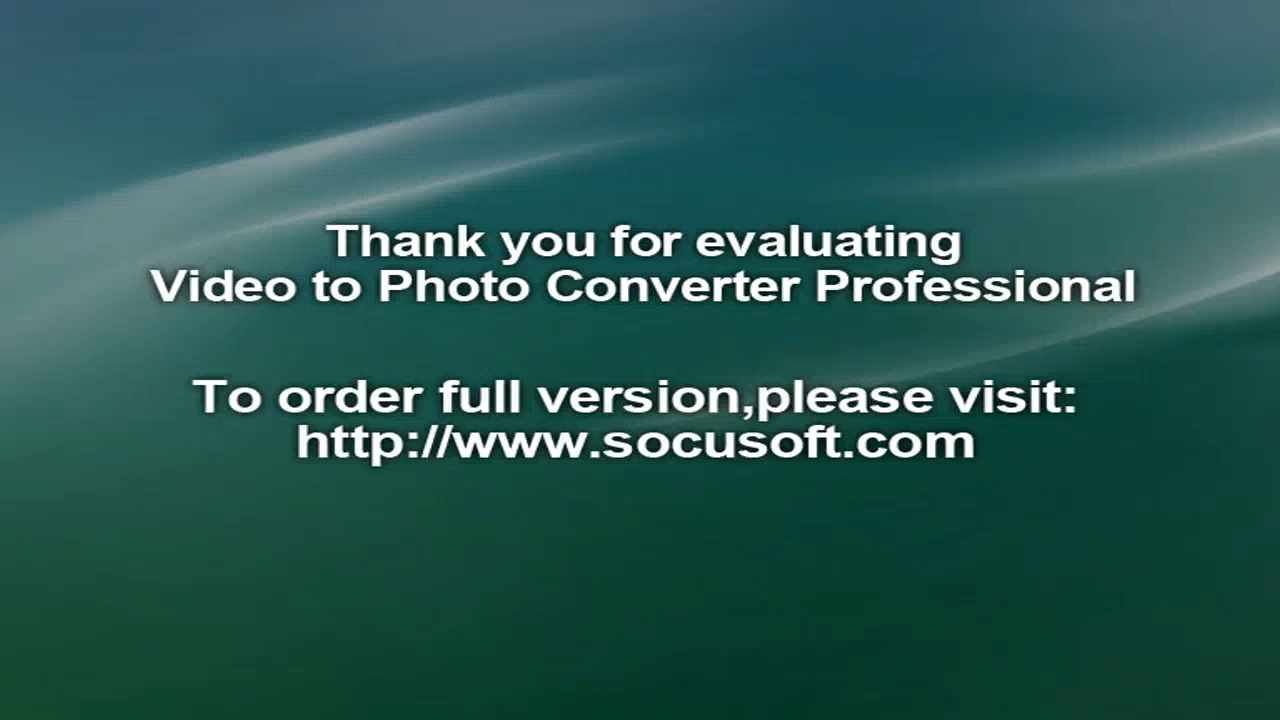 Thank you for evaluating
Video to Photo Converter Professional
To order full version,please visit:
http://www.socusoft.com